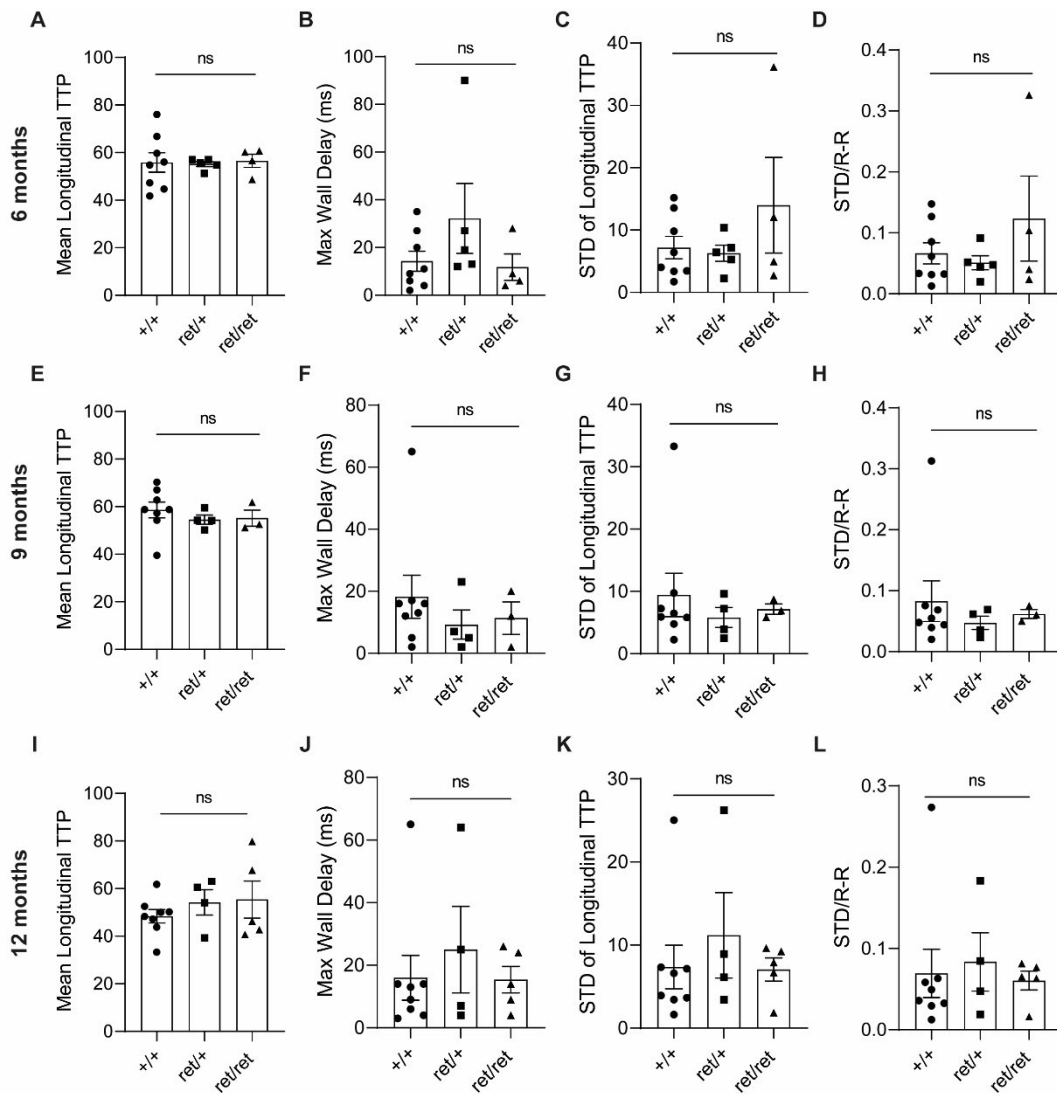 A
B
C
D
6 months
Mean Longitudinal TTP
100
80
60
40
20
0
ns
+/+
ret/+
ret/ret
Max Wall Delay (ms)
100
80
60
40
20
0
ns
+/+
ret/+
ret/ret
STD of Longitudinal TTP
40
30
20
10
0
ns
+/+
ret/+
ret/ret
STD/R-R
0.4
0.3
0.2
0.1
0.0
ns
+/+
ret/+
ret/ret
E
F
G
H
9 months
Mean Longitudinal TTP
100
80
60
40
20
0
ns
+/+
ret/+
ret/ret
Max Wall Delay (ms)
80
60
40
20
0
ns
+/+
ret/+
ret/ret
STD of Longitudinal TTP
40
30
20
10
0
ns
+/+
ret/+
ret/ret
STD/R-R
0.4
0.3
0.2
0.1
0.0
ns
+/+
ret/+
ret/ret
I
J
K
L
12 months
Mean Longitudinal TTP
100
80
60
40
20
0
ns
+/+
ret/+
ret/ret
Max Wall Delay (ms)
80
60
40
20
0
ns
+/+
ret/+
ret/ret
STD of Longitudinal TTP
30
20
10
0
ns
+/+
ret/+
ret/ret
STD/R-R
0.3
0.2
0.1
0.0
ns
+/+
ret/+
ret/ret